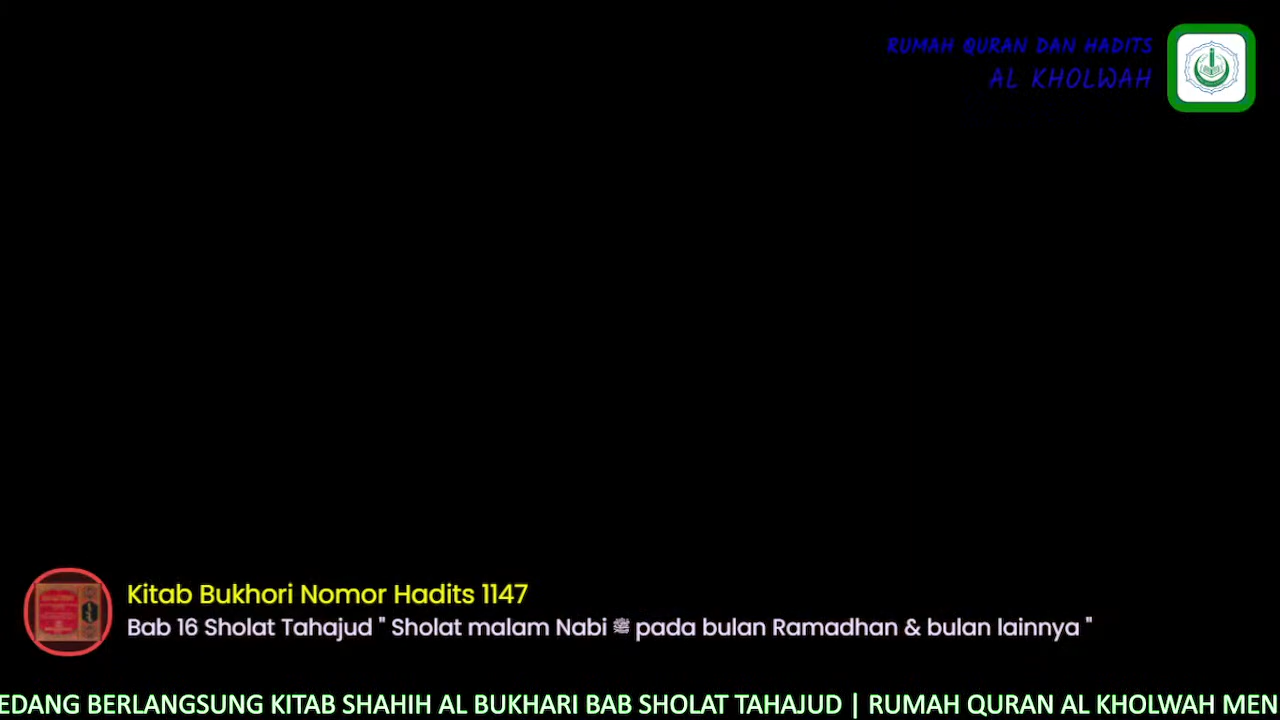 RUMAH QURAN DAN HADITS
AL KHOLWAH
Kitab Bukhori Nomor Hadits 1147
Bab 16 Sholat Tahajud " Sholat malam Nabi ﷺ pada bulan Ramadhan & bulan lainnya "
EDANG BERLANGSUNG KITAB SHAHIH AL BUKHARI BAB SHOLAT TAHAJUD | RUMAH QURAN AL KHOLWAH MEN